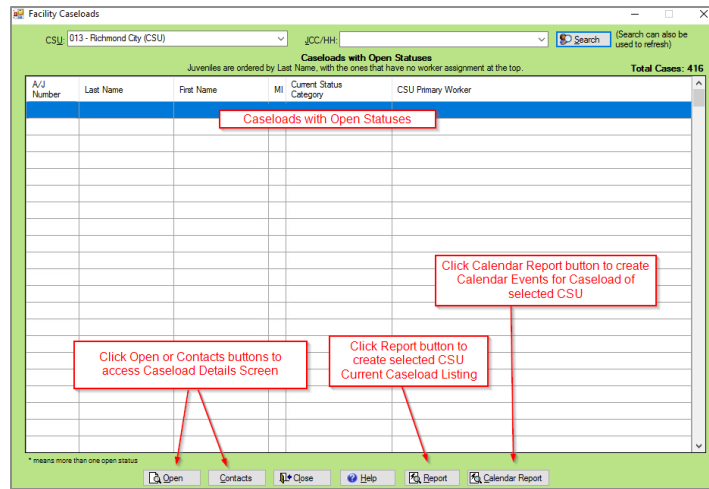 Facility Caseloads
CSU: 013 - Richmond City (CSU) JCC/HH: Search (Search can also be
used to refresh)
Caseloads with Open Statuses
Juveniles are ordered by Last Name, with the ones that have no worker assignment at the top. Total Cases: 416
A/J
Number Last Name First Name MI Current Status
Category CSU Primary Worker
Caseloads with Open Statuses
Click Calendar Report button to create
Calendar Events for Caseload of
selected CSU
Click Open or Contacts buttons to
access Caseload Details Screen
Click Report button to
create selected CSU
Current Caseload Listing
* means more than one open status
Open Contacts Close Help Report Calendar Report